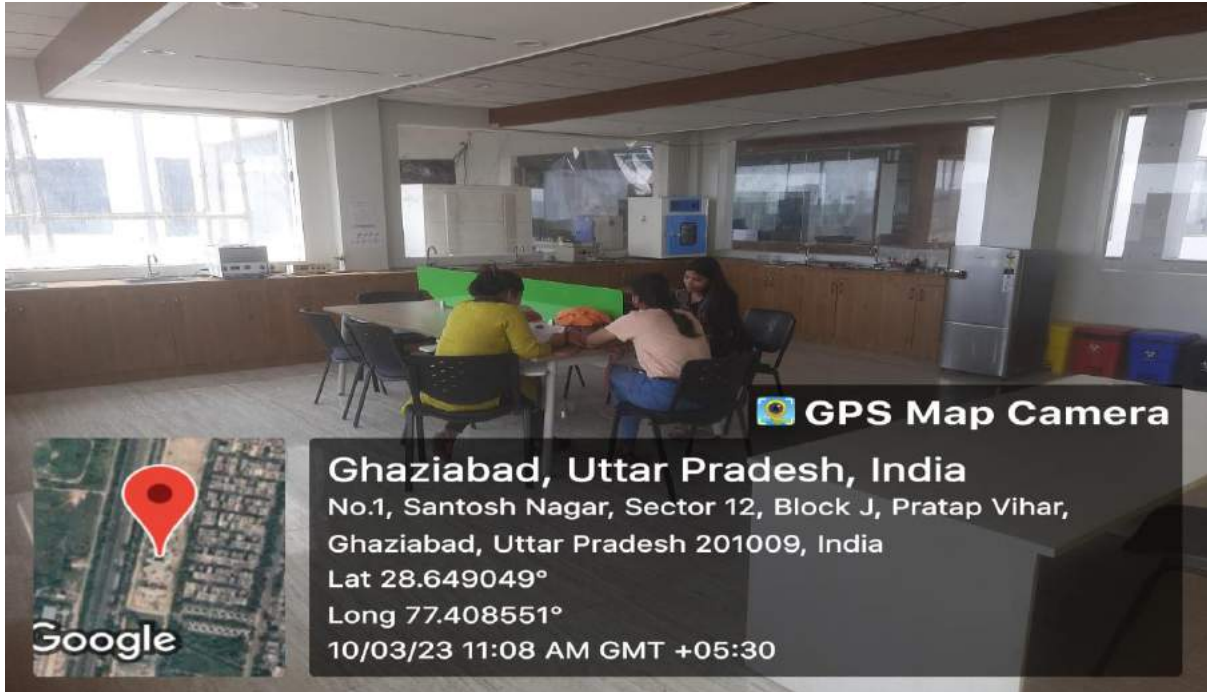 GPS Map Camera
Ghaziabad, Uttar Pradesh, India
No.1, Santosh Nagar, Sector 12, Block J, Pratap Vihar,
Ghaziabad, Uttar Pradesh 201009, India
Lat 28.649049°
Long 77.408551°
10/03/23 11:08 AM GMT +05:30
Google